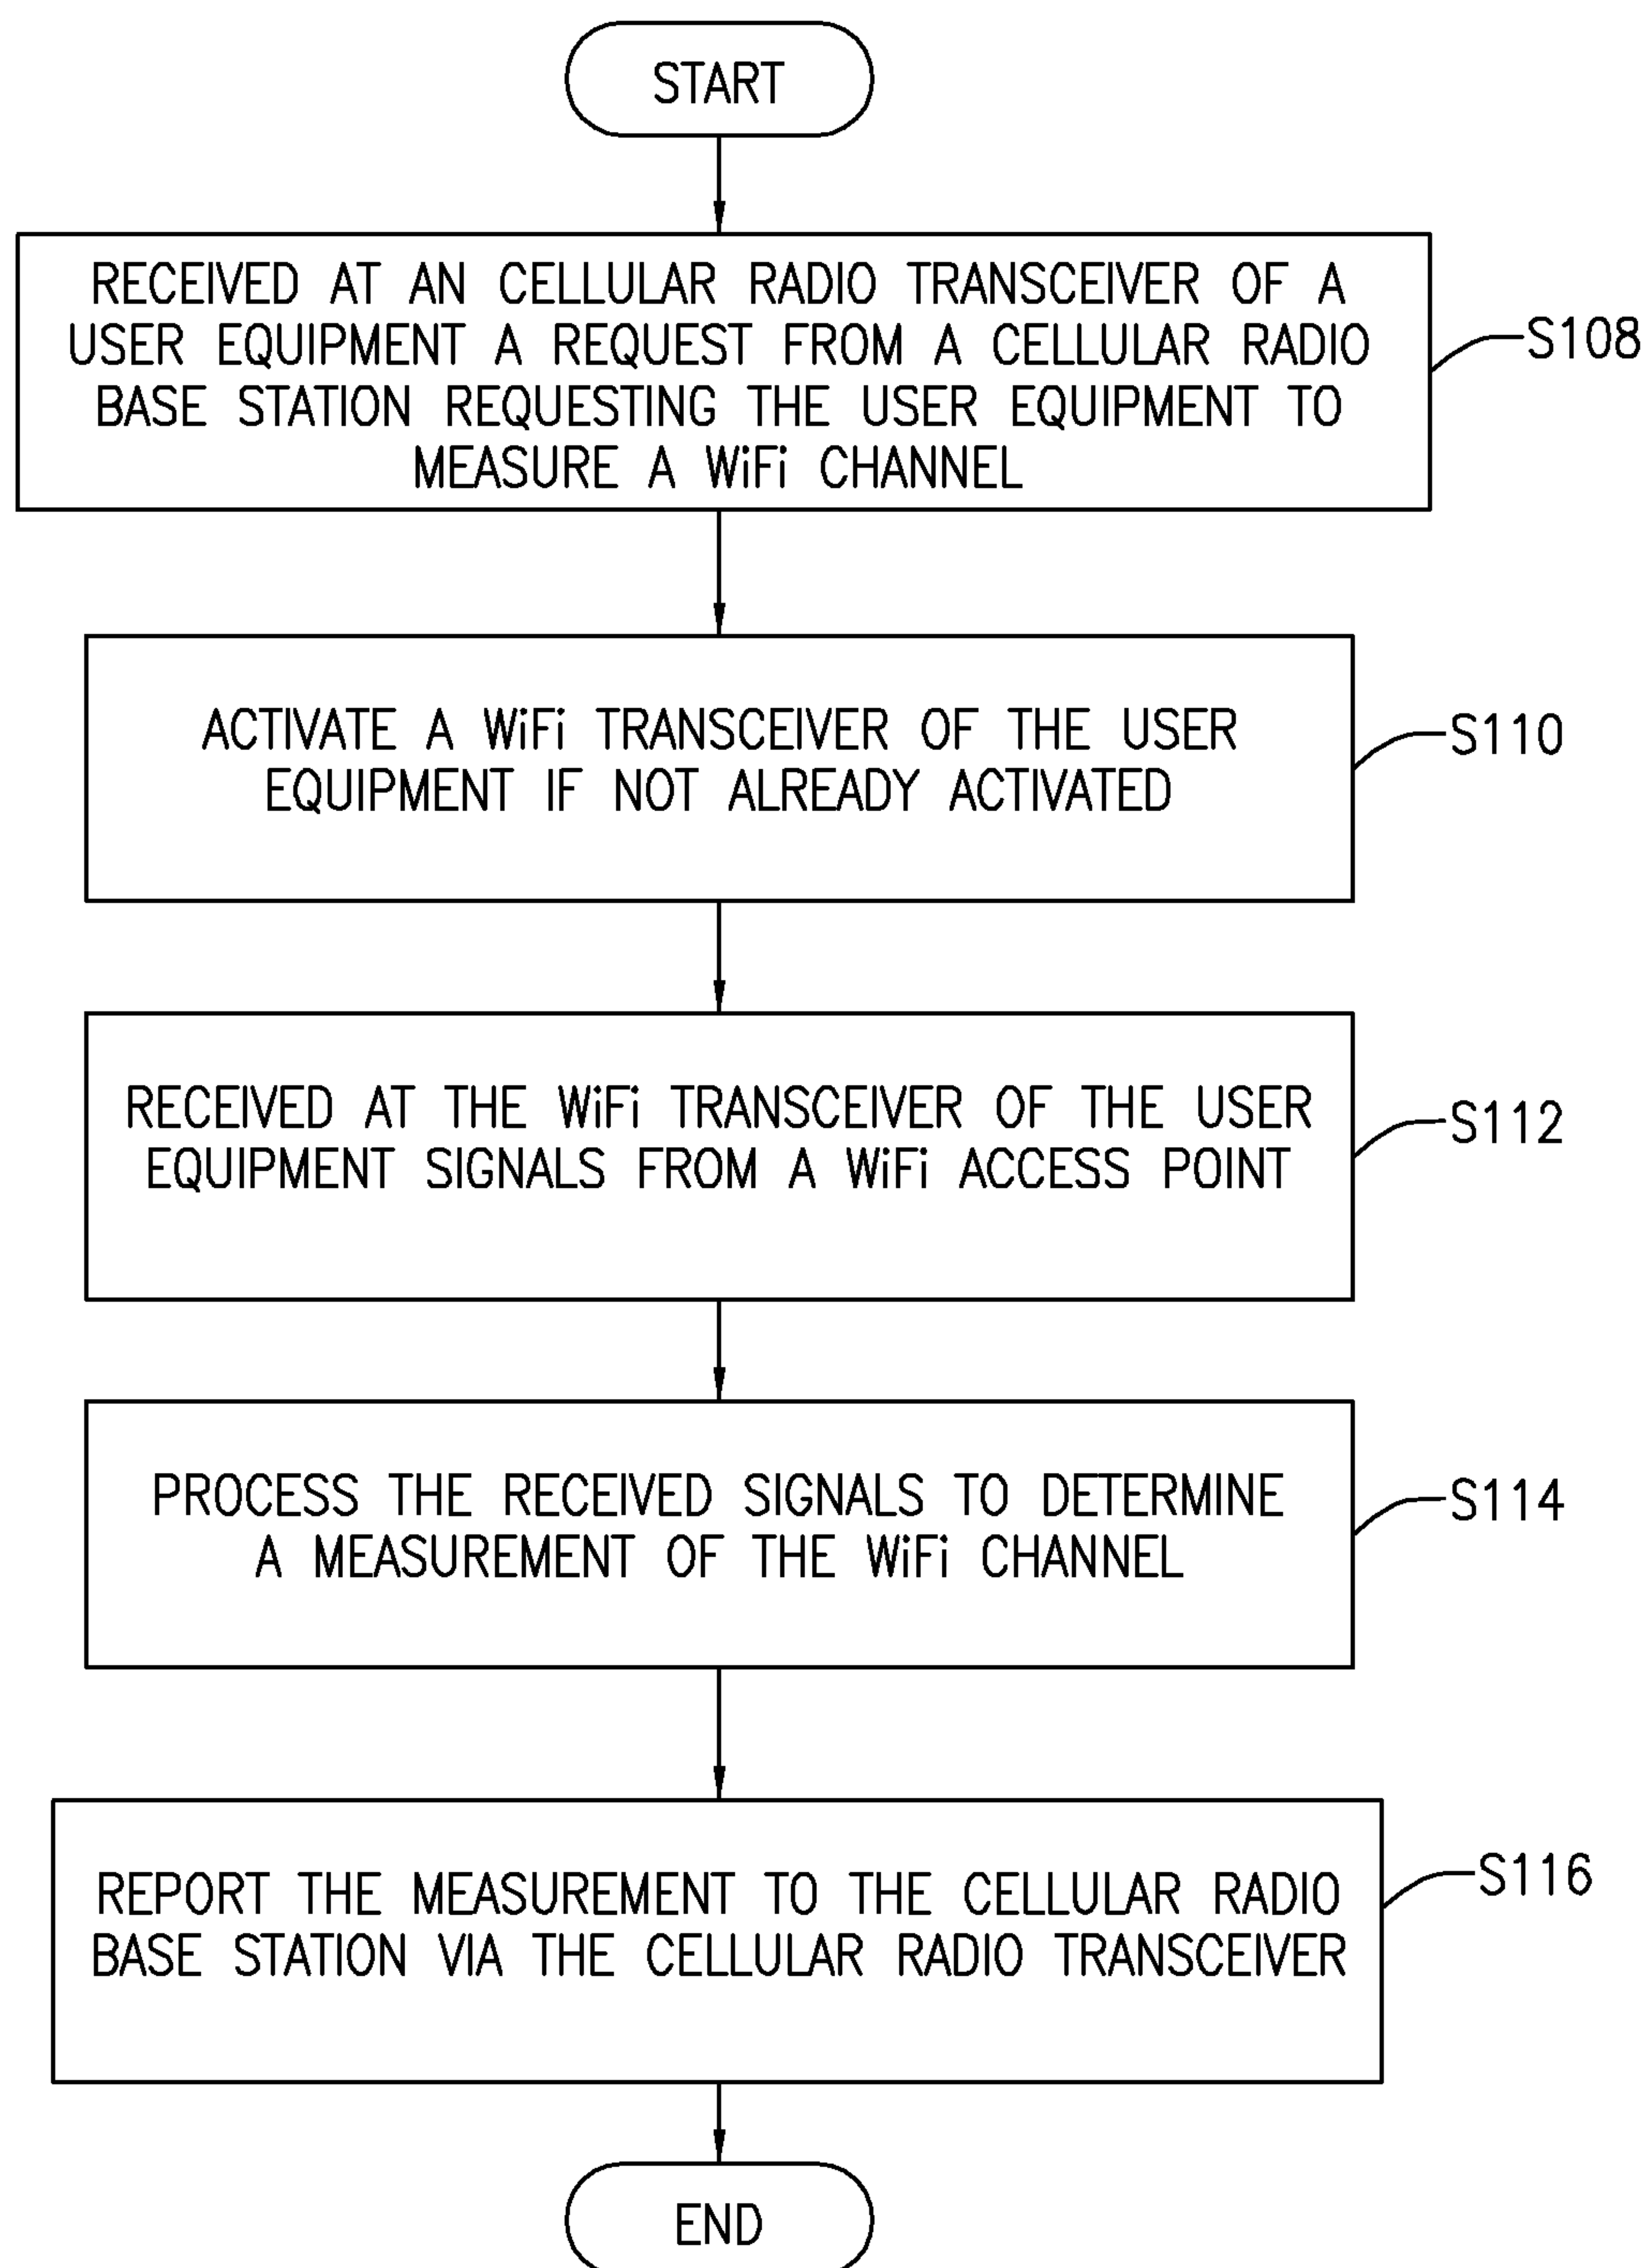 START
RECEIVED AT AN CELLULAR RADIO TRANSCEIVER OF A
USER EQUIPMENT A REQUEST FROM A CELLULAR RADIO
BASE STATION REQUESTING THE USER EQUIPMENT TO
MEASURE A WiFi CHANNEL
S108
ACTIVATE A WiFi TRANSCEIVER OF THE USER
EQUIPMENT IF NOT ALREADY ACTIVATED
S110
RECEIVED AT THE WiFi TRANSCEIVER OF THE USER
EQUIPMENT SIGNALS FROM A WiFi ACCESS POINT
S112
PROCESS THE RECEIVED SIGNALS TO DETERMINE
A MEASUREMENT OF THE WiFi CHANNEL
S114
REPORT THE MEASUREMENT TO THE CELLULAR RADIO
BASE STATION VIA THE CELLULAR RADIO TRANSCEIVER
S116
END